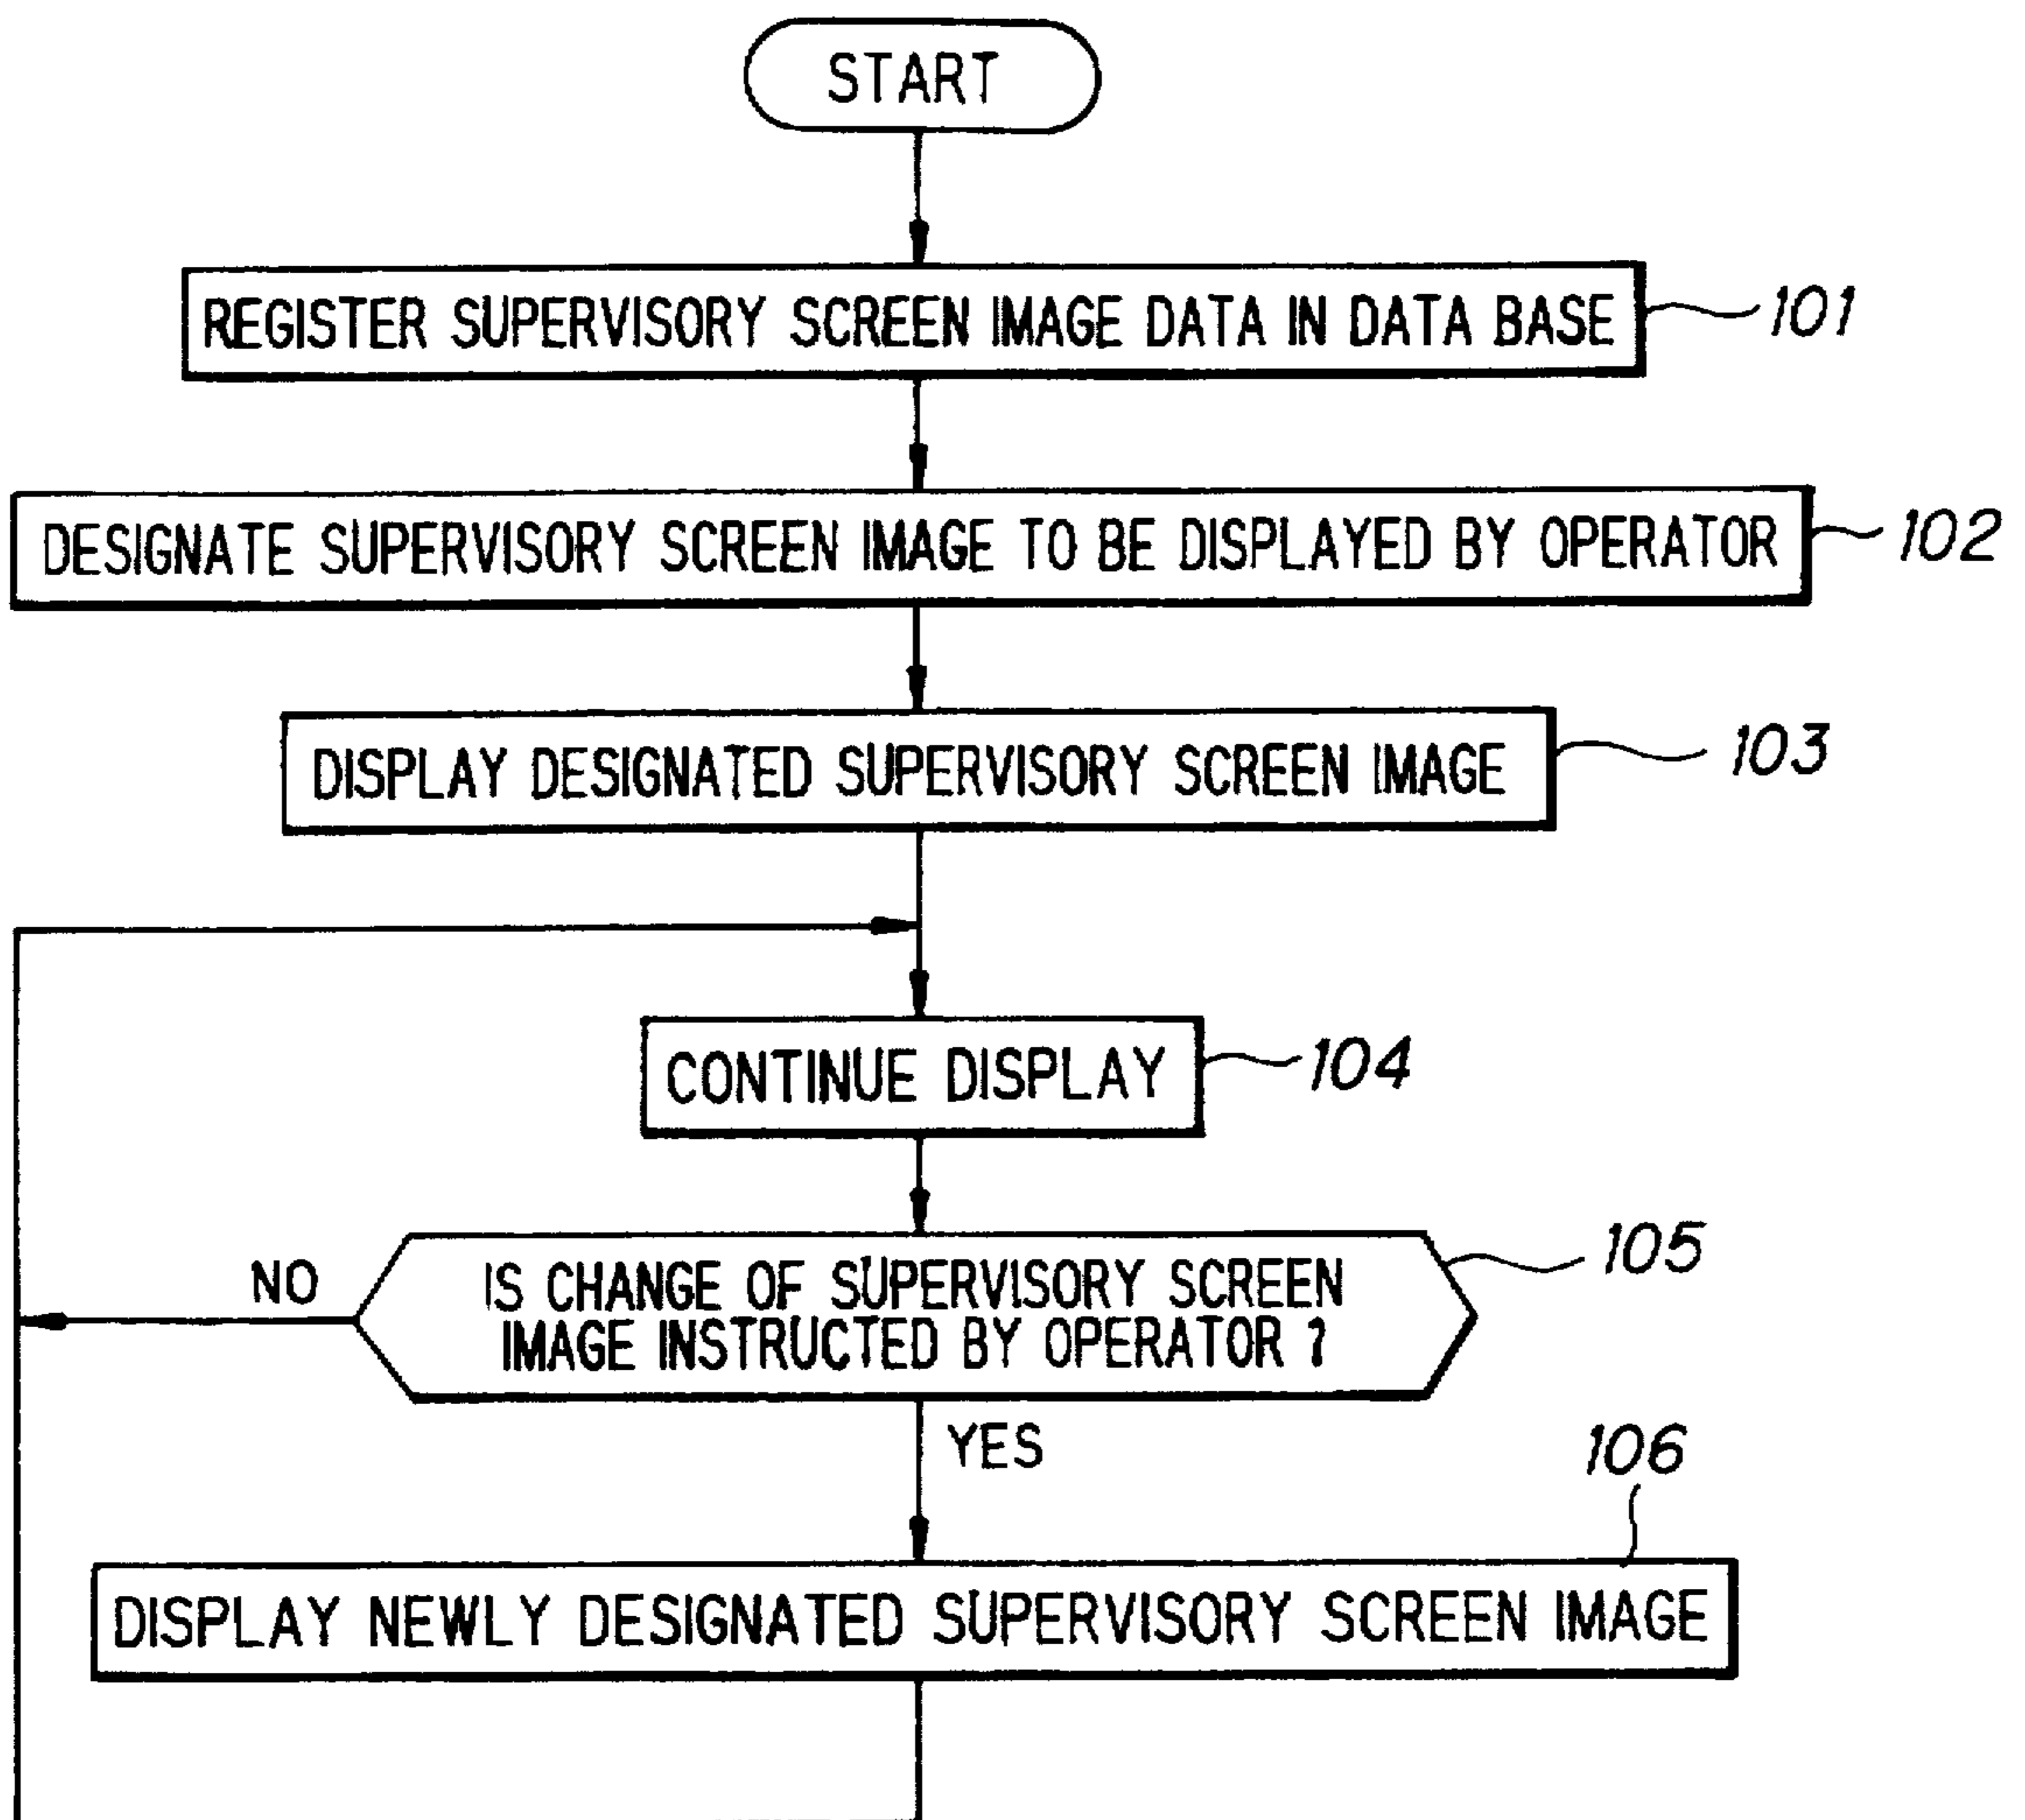 START
REGISTER SUPERVISORY SCREEN IMAGE DATA IN DATA BASE
101
DESIGNATE SUPERVISORY SCREEN IMAGE TO BE DISPLAYED BY OPERATOR
102
DISPLAY DESIGNATED SUPERVISORY SCREEN IMAGE
103
CONTINUE DISPLAY
104
IS CHANGE OF SUPERVISORY SCREEN
IMAGE INSTRUCTED BY OPERATOR ?
105
NO
YES
106
DISPLAY NEWLY DESIGNATED SUPERVISORY SCREEN IMAGE